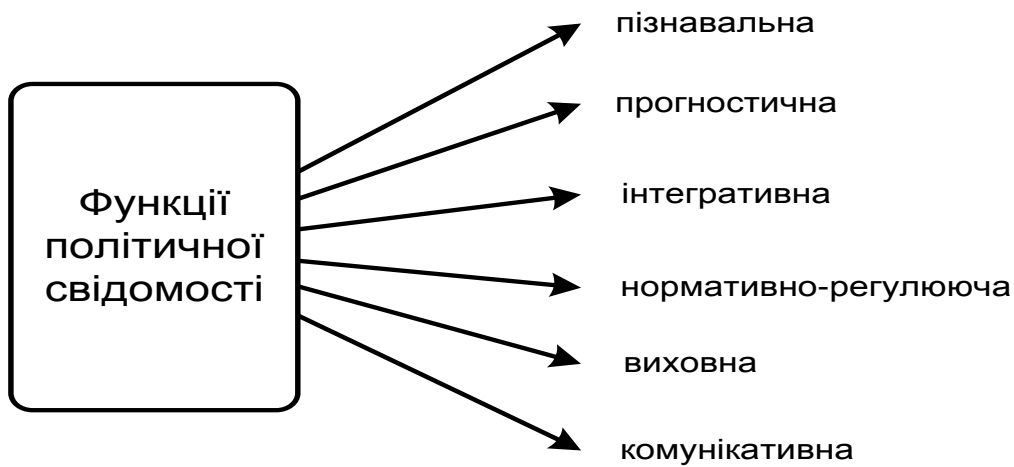 Функції
політичної
свідомості
пізнавальна
прогностична
інтегративна
нормативно-регулююча
виховна
комунікативна